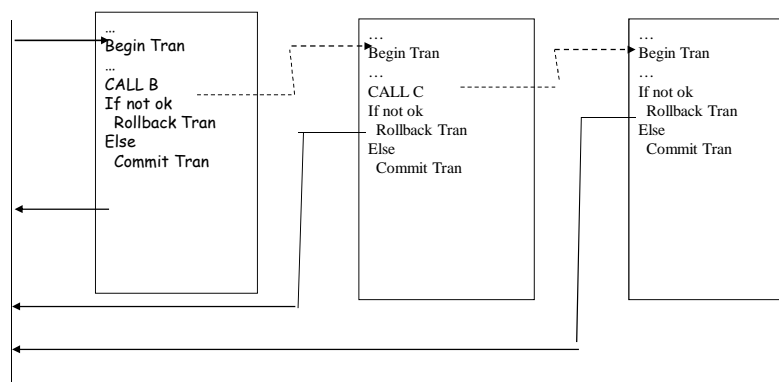 ...
Begin Tran
...
CALL B
If not ok
Rollback Tran
Else
Commit Tran
...
Begin Tran
...
CALL C
If not ok
Rollback Tran
Else
Commit Tran
...
Begin Tran
...
If not ok
Rollback Tran
Else
Commit Tran